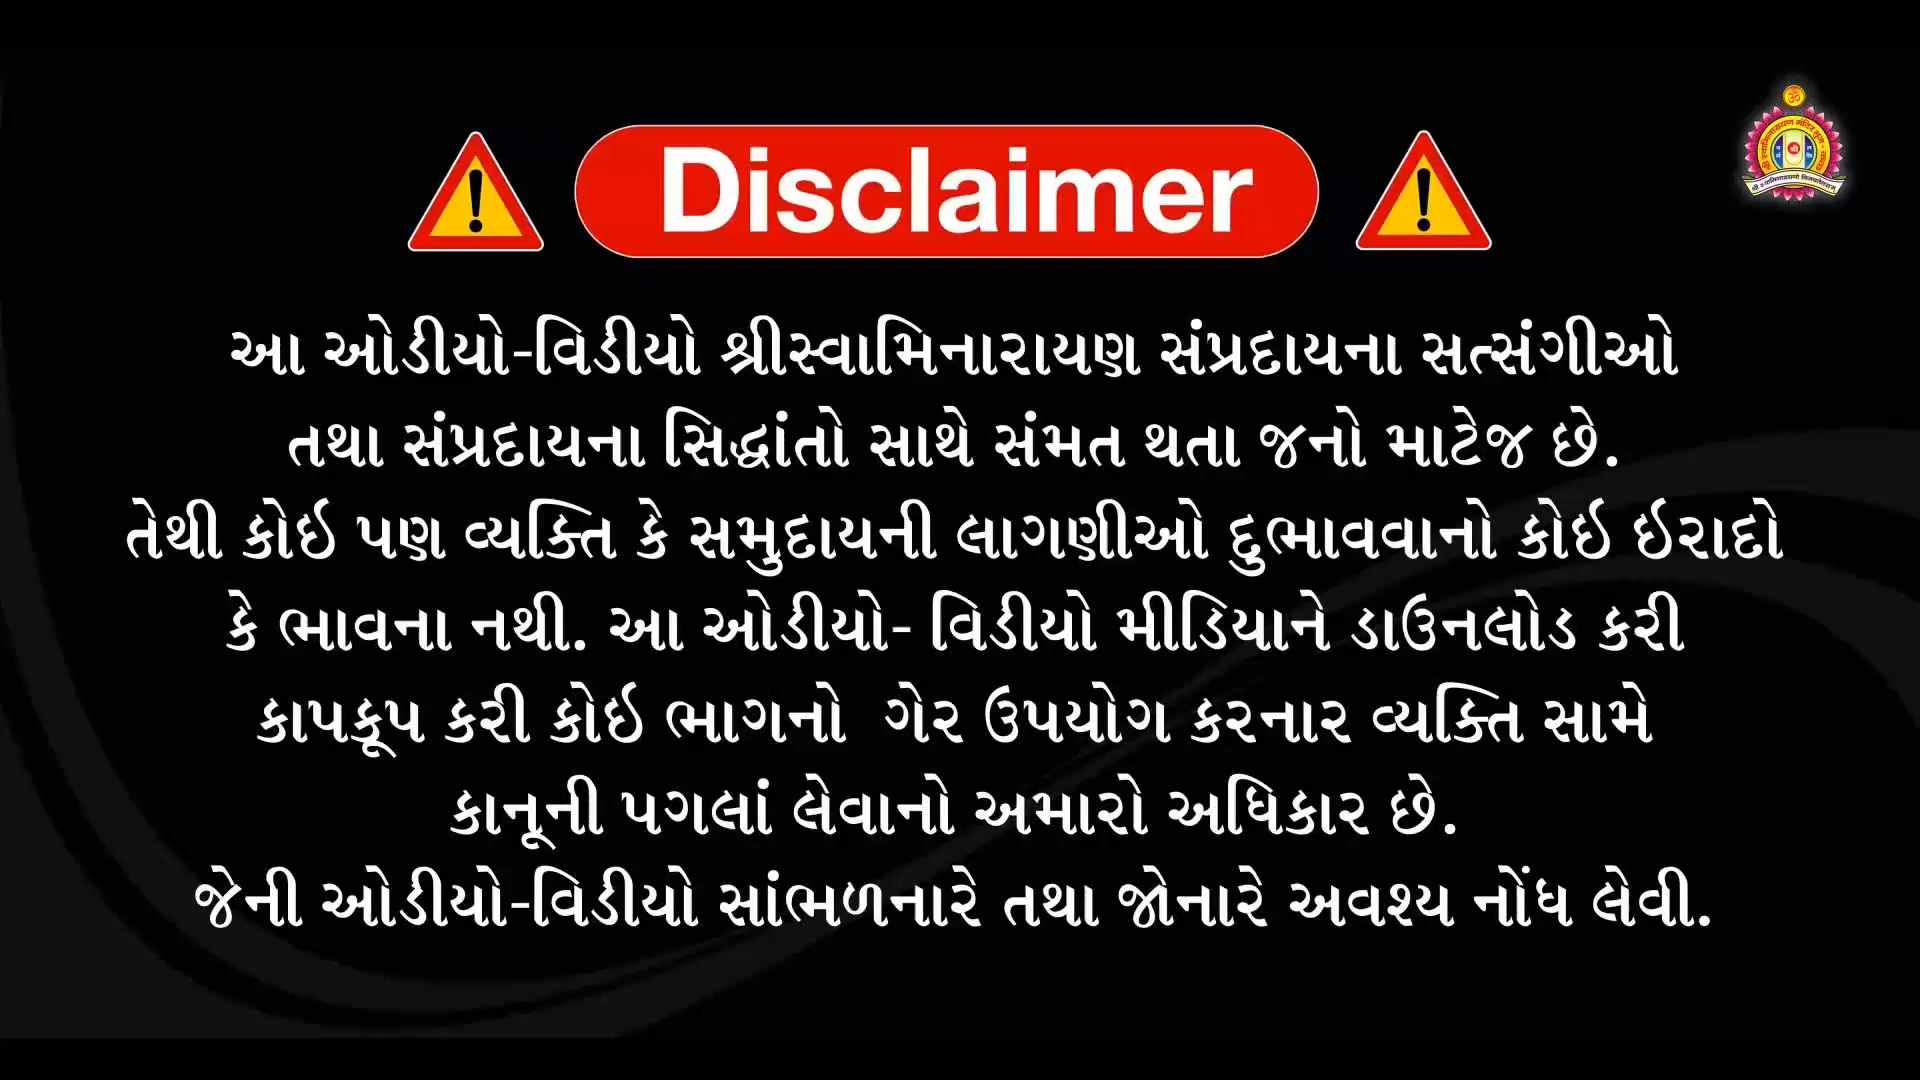 Disclaimer
આ ઓડીયો-વિડીયો શ્રીસ્વામિનારાયણ સંપ્રદાયના સત્સંગીઓ
તથા સંપ્રદાયના સિદ્ધાંતો સાથે સંમત થતા જનો માટેજ છે.
તેથી કોઇ પણ વ્યક્તિ કે સમુદાયની લાગણીઓ દુભાવવાનો કોઇ ઇરાદો
કે ભાવના નથી. આ ઓડીયો- વિડીયો મીડિયાને ડાઉનલોડ કરી
કાપકૂપ કરી કોઇ ભાગનો  ગેર ઉપયોગ કરનાર વ્યક્તિ સામે
કાનૂની પગલાં લેવાનો અમારો અધિકાર છે.
જેની ઓડીયો-વિડીયો સાંભળનારે તથા જોનારે અવશ્ય નોંધ લેવી.